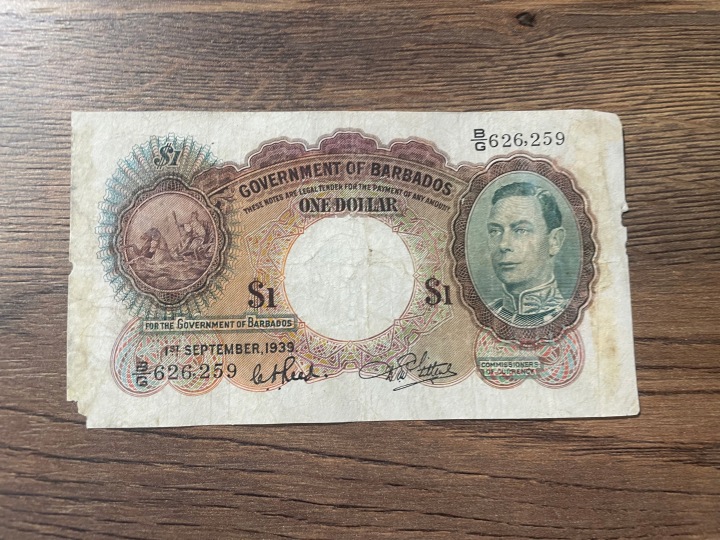 B/G 626,259
$1
GOVERNMENT OF BARBADOS
THESE NOTES ARE LEGAL TENDER FOR THE PAYMENT OF ANY AMOUNT
ONE DOLLAR
$1 $1
FOR THE GOVERNMENT OF BARBADOS
1ST SEPTEMBER, 1939
B/G 626,259
COMMISSIONERS
OF CURRENCY